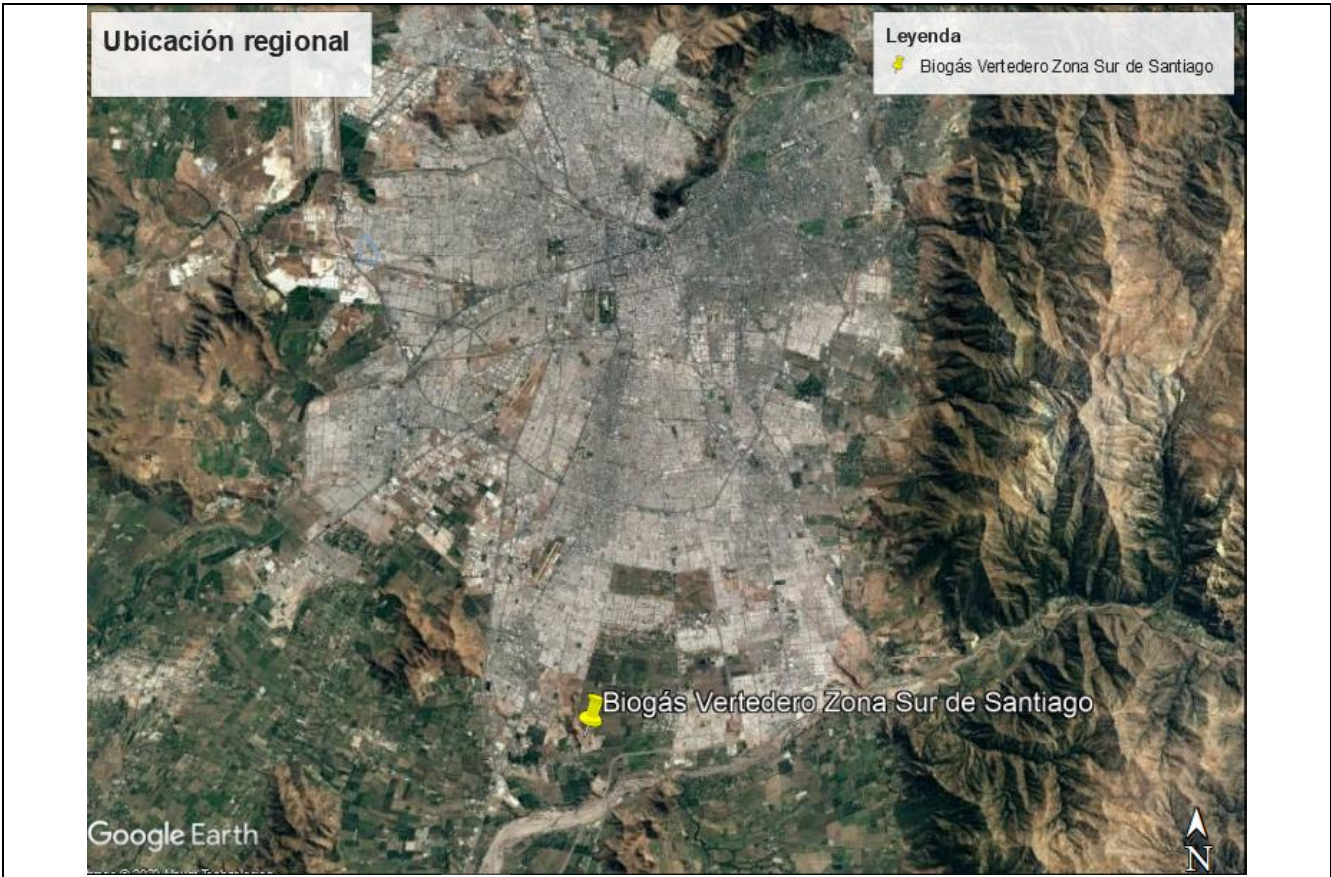 Ubicación regional
Leyenda
Biogás Vertedero Zona Sur de Santiago
Biogás Vertedero Zona Sur de Santiago
Google Earth
N